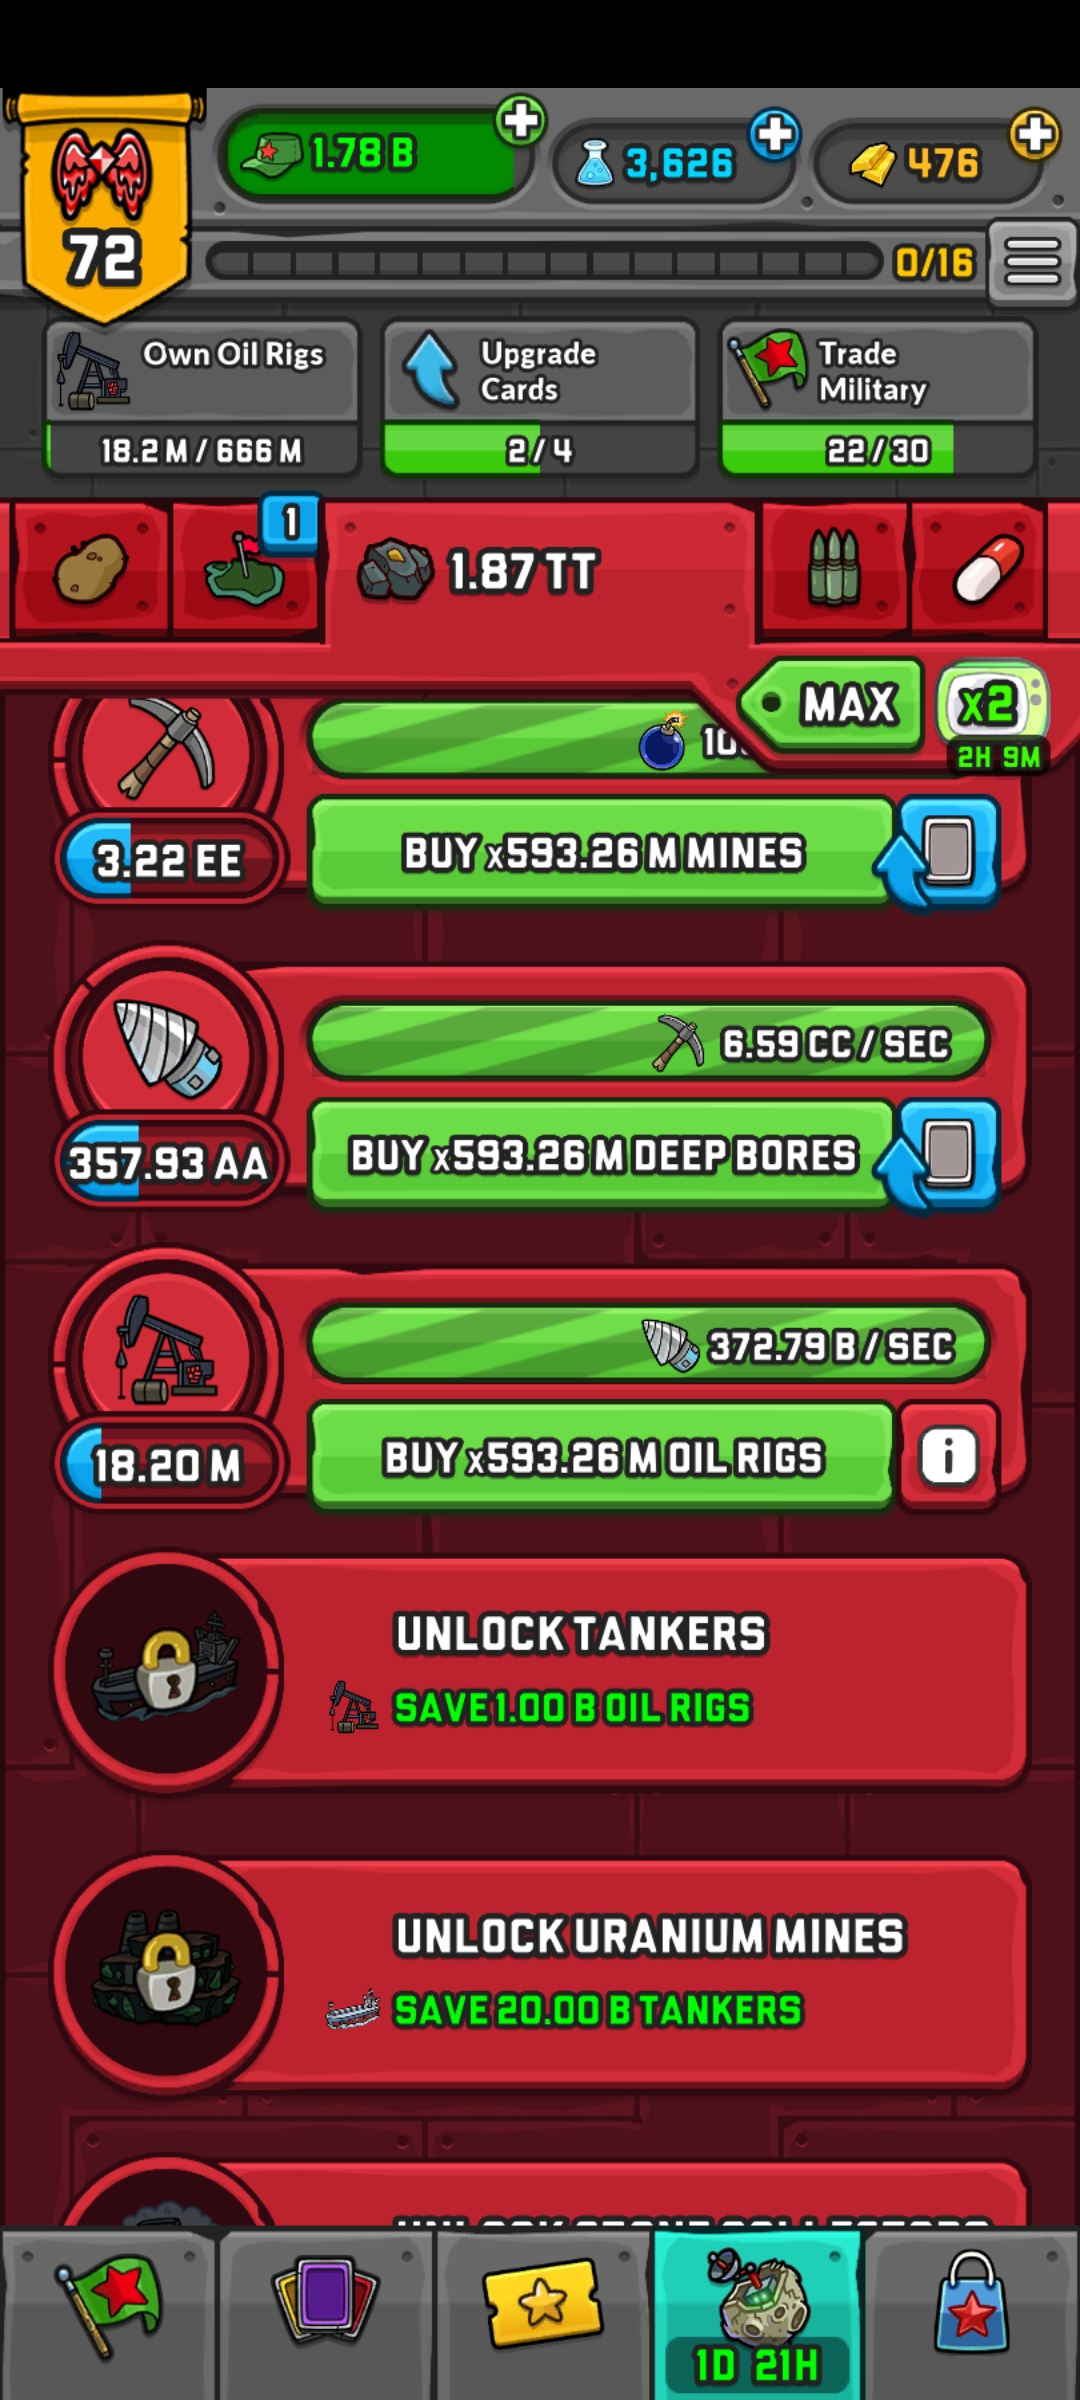 1.78 B
3,626
476
72
0/16
Own Oil Rigs
18.2 M / 666 M
Upgrade
Cards
2/4
Trade
Military
22/30
1
1.87 TT
MAX
x2
2H 9M
3.22 EE
BUY x593.26 M MINES
6.59 CC / SEC
357.93 AA
BUY x593.26 M DEEP BORES
372.79 B / SEC
18.20 M
BUY x593.26 M OIL RIGS
i
UNLOCK TANKERS
SAVE 1.00 B OIL RIGS
UNLOCK URANIUM MINES
SAVE 20.00 B TANKERS
1D 21H